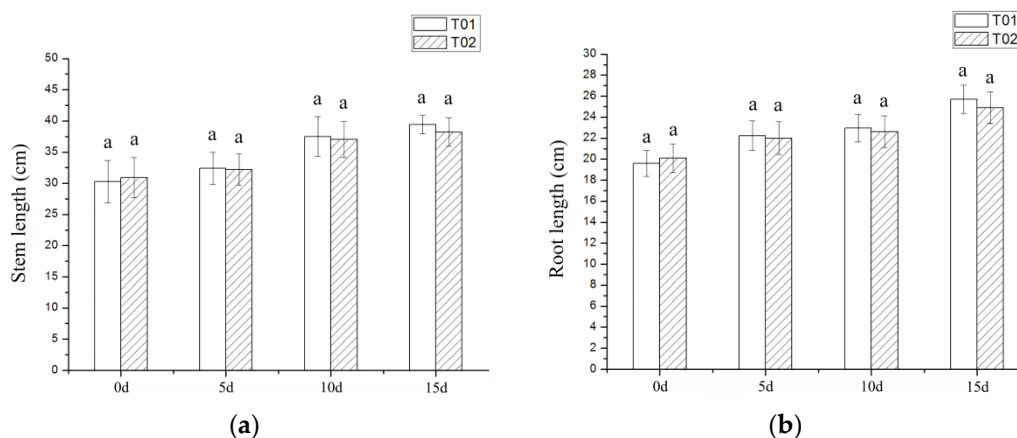 T01
T02
Stem length (cm)
50
45
40
35
30
25
20
15
10
5
0
a a a a a a a a
0d 5d 10d 15d
(a)
T01
T02
Root length (cm)
30
28
26
24
22
20
18
16
14
12
10
8
6
4
2
0
a a a a a a a a
0d 5d 10d 15d
(b)